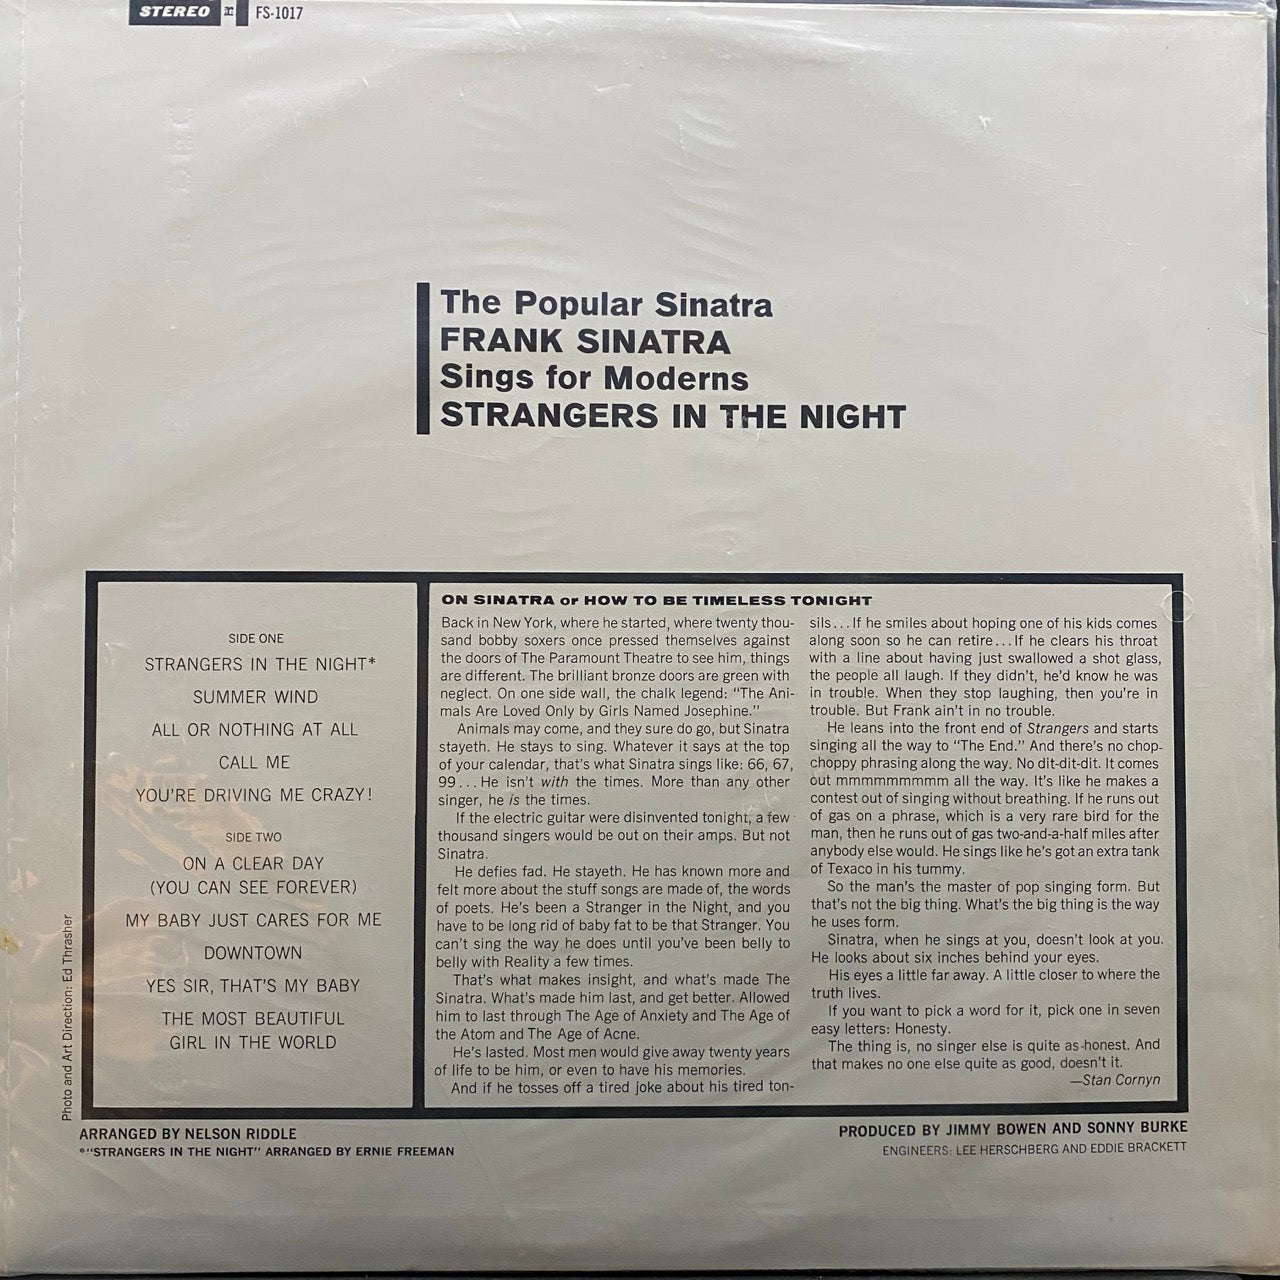 STEREO r: FS-1017
The Popular Sinatra
FRANK SINATRA
Sings for Moderns
STRANGERS IN THE NIGHT
SIDE ONE
STRANGERS IN THE NIGHT*
SUMMER WIND
ALL OR NOTHING AT ALL
CALL ME
YOU'RE DRIVING ME CRAZY!
SIDE TWO
ON A CLEAR DAY
(YOU CAN SEE FOREVER)
MY BABY JUST CARES FOR ME
DOWNTOWN
YES SIR, THAT'S MY BABY
THE MOST BEAUTIFUL
GIRL IN THE WORLD
ON SINATRA or HOW TO BE TIMELESS TONIGHT
Back in New York, where he started, where twenty thou-
sand bobby soxers once pressed themselves against
the doors of The Paramount Theatre to see him, things
are different. The brilliant bronze doors are green with
neglect. On one side wall, the chalk legend: "The Ani-
mals Are Loved Only by Girls Named Josephine."
Animals may come, and they sure do go, but Sinatra
stayeth. He stays to sing. Whatever it says at the top
of your calendar, that's what Sinatra sings like: 66, 67,
99... He isn't with the times. More than any other
singer, he is the times.
If the electric guitar were disinvented tonight, a few
thousand singers would be out on their amps. But not
Sinatra.
He defies fad. He stayeth. He has known more and
felt more about the stuff songs are made of, the words
of poets. He's been a Stranger in the Night, and you
have to be long rid of baby fat to be that Stranger. You
can't sing the way he does until you've been belly to
belly with Reality a few times.
That's what makes insight, and what's made The
Sinatra. What's made him last, and get better. Allowed
him to last through The Age of Anxiety and The Age of
the Atom and The Age of Acne.
He's lasted. Most men would give away twenty years
of life to be him, or even to have his memories.
And if he tosses off a tired joke about his tired ton-
sils...If he smiles about hoping one of his kids comes
along soon so he can retire...If he clears his throat
with a line about having just swallowed a shot glass,
the people all laugh. If they didn't, he'd know he was
in trouble. When they stop laughing, then you're in
trouble. But Frank ain't in no trouble.
He leans into the front end of Strangers and starts
singing all the way to "The End." And there's no chop-
choppy phrasing along the way. No dit-dit-dit. It comes
out mmmmmmmmm all the way. It's like he makes a
contest out of singing without breathing. If he runs out
of gas on a phrase, which is a very rare bird for the
man, then he runs out of gas two-and-a-half miles after
anybody else would. He sings like he's got an extra tank
of Texaco in his tummy.
So the man's the master of pop singing form. But
that's not the big thing. What's the big thing is the way
he uses form.
Sinatra, when he sings at you, doesn't look at you.
He looks about six inches behind your eyes.
His eyes a little far away. A little closer to where the
truth lives.
If you want to pick a word for it, pick one in seven
easy letters: Honesty.
The thing is, no singer else is quite as honest. And
that makes no one else quite as good, doesn't it.
—Stan Cornyn
Photo and Art Direction: Ed Thrasher
ARRANGED BY NELSON RIDDLE
*"STRANGERS IN THE NIGHT" ARRANGED BY ERNIE FREEMAN
PRODUCED BY JIMMY BOWEN AND SONNY BURKE
ENGINEERS: LEE HERSCHBERG AND EDDIE BRACKETT